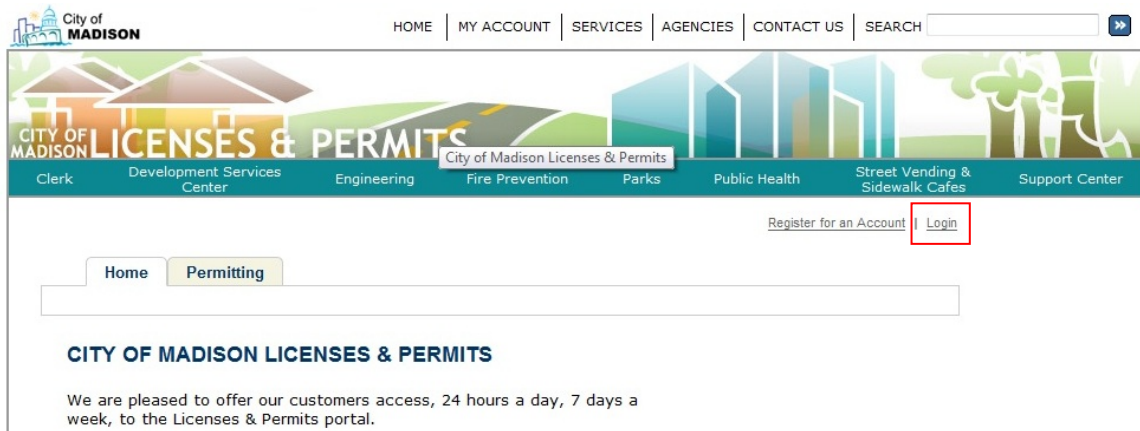 City of
MADISON
HOME MY ACCOUNT SERVICES AGENCIES CONTACT US SEARCH
CITY OF MADISON LICENSES & PERMITS
City of Madison Licenses & Permits
Clerk Development Services Center Engineering Fire Prevention Parks Public Health Street Vending & Sidewalk Cafes Support Center
Register for an Account | Login
Home Permitting
CITY OF MADISON LICENSES & PERMITS
We are pleased to offer our customers access, 24 hours a day, 7 days a
week, to the Licenses & Permits portal.